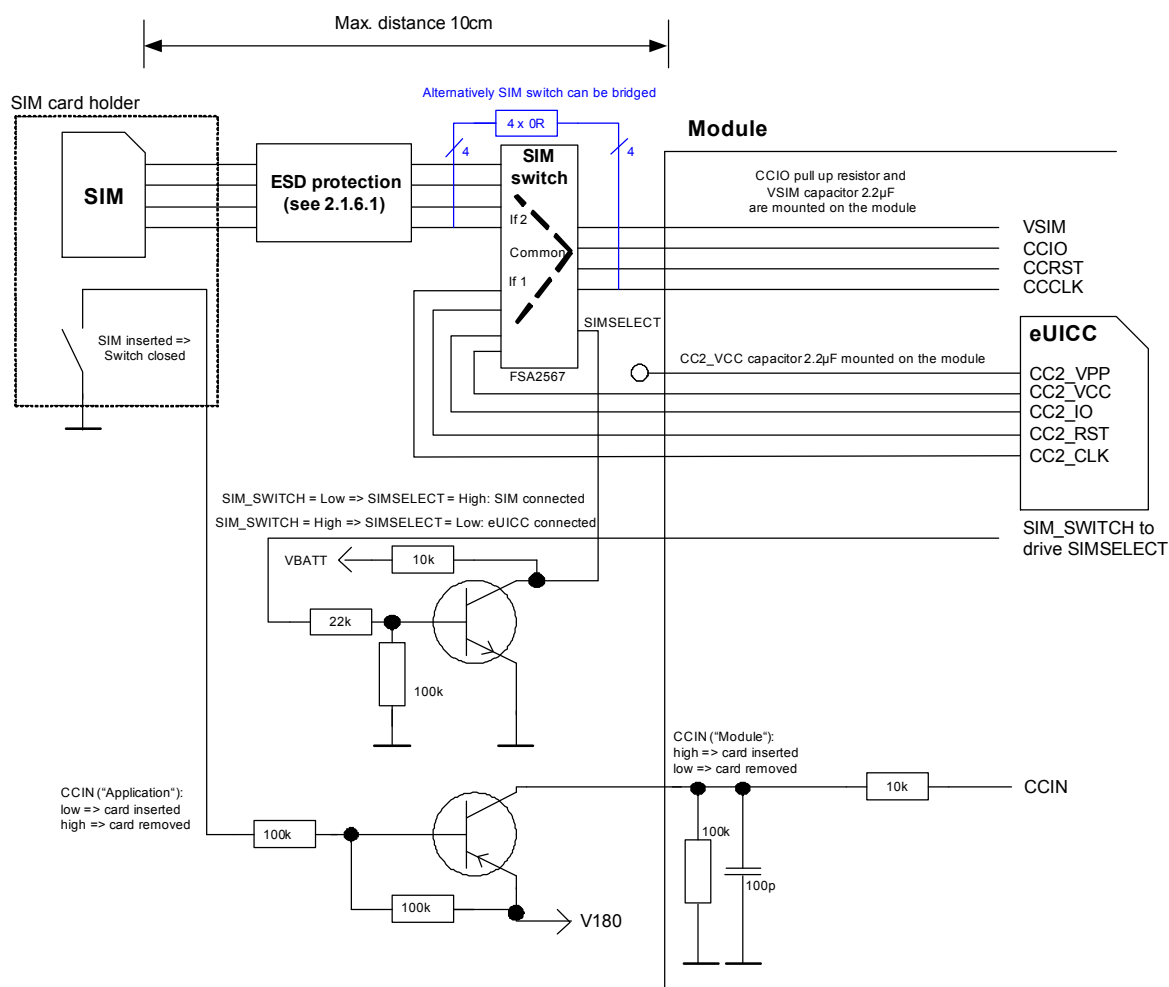 Max. distance 10cm
SIM card holder
Alternatively SIM switch can be bridged
4 x 0R
4
4
Module
SIM
ESD protection
(see 2.1.6.1)
SIM
switch
If 2
Common
If 1
FSA2567
CCIO pull up resistor and
VSIM capacitor 2.2µF
are mounted on the module
VSIM
CCIO
CCRST
CCCLK
SIM inserted =>
Switch closed
SIMSELECT
CC2_VCC capacitor 2.2µF mounted on the module
eUICC
CC2_VPP
CC2_VCC
CC2_IO
CC2_RST
CC2_CLK
SIM_SWITCH = Low => SIMSELECT = High: SIM connected
SIM_SWITCH = High => SIMSELECT = Low: eUICC connected
SIM_SWITCH to
drive SIMSELECT
VBATT
10k
22k
100k
CCIN ("Module"):
high => card inserted
low => card removed
10k
CCIN
100k
100p
CCIN ("Application"):
low => card inserted
high => card removed
100k
100k
V180